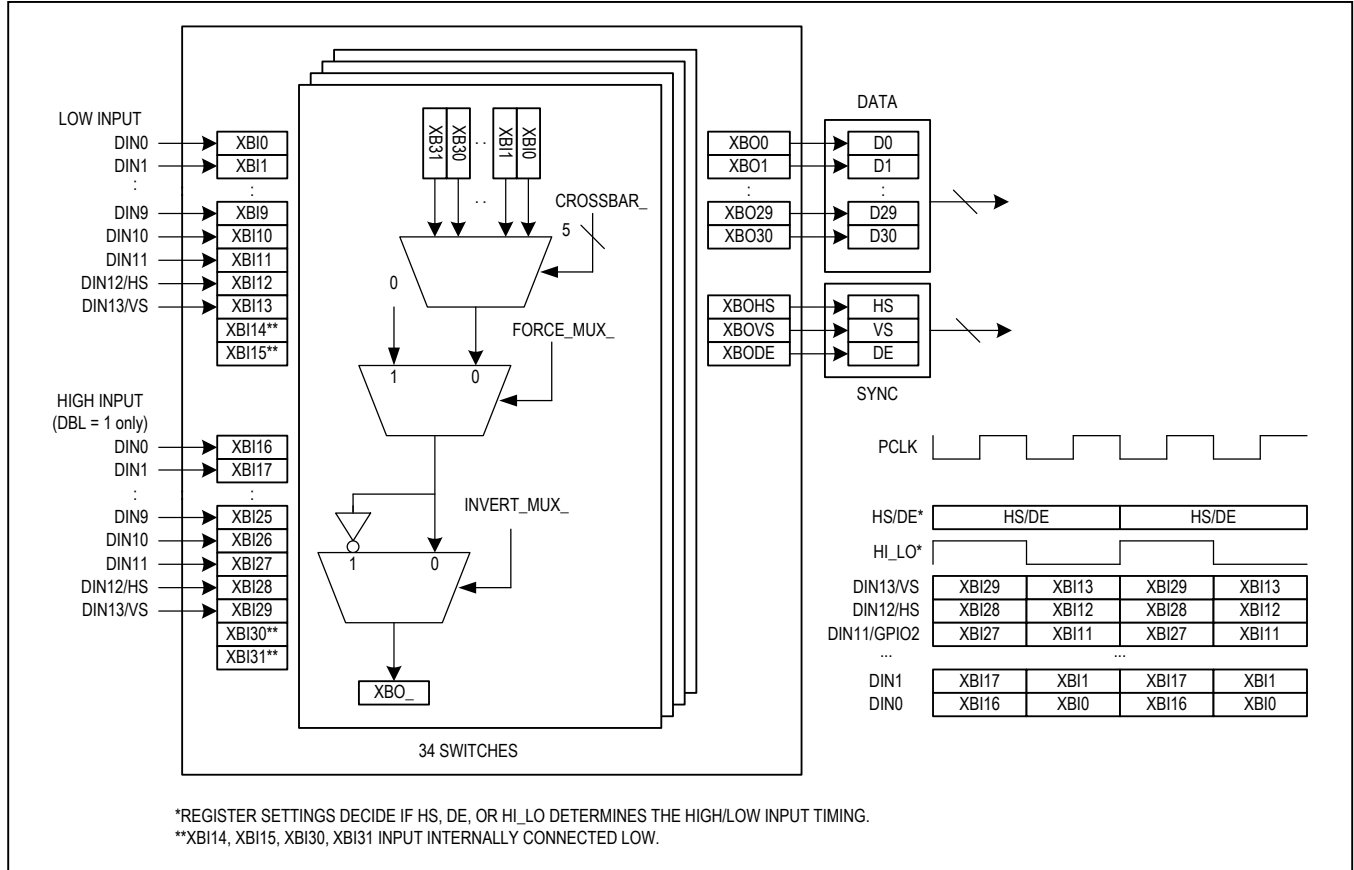 LOW INPUT
DIN0 XBI0
DIN1 XBI1
: :
DIN9 XBI9
DIN10 XBI10
DIN11 XBI11
DIN12/HS XBI12
DIN13/VS XBI13
XBI14**
XBI15**
HIGH INPUT
(DBL = 1 only)
DIN0 XBI16
DIN1 XBI17
: :
DIN9 XBI25
DIN10 XBI26
DIN11 XBI27
DIN12/HS XBI28
DIN13/VS XBI29
XBI30**
XBI31**
XB31 XB30 .. XBI1 XBI0
..
CROSSBAR_
5
0
FORCE_MUX_
1 0
INVERT_MUX_
1 0
XBO_
34 SWITCHES
DATA
XBO0 D0
XBO1 D1
: :
XBO29 D29
XBO30 D30
XBOHS HS
XBOVS VS
XBODE DE
SYNC
PCLK
HS/DE* HS/DE HS/DE
HI_LO*
DIN13/VS XBI29 XBI13 XBI29 XBI13
DIN12/HS XBI28 XBI12 XBI28 XBI12
DIN11/GPIO2 XBI27 XBI11 XBI27 XBI11
... ...
DIN1 XBI17 XBI1 XBI17 XBI1
DIN0 XBI16 XBI0 XBI16 XBI0
*REGISTER SETTINGS DECIDE IF HS, DE, OR HI_LO DETERMINES THE HIGH/LOW INPUT TIMING.
**XBI14, XBI15, XBI30, XBI31 INPUT INTERNALLY CONNECTED LOW.